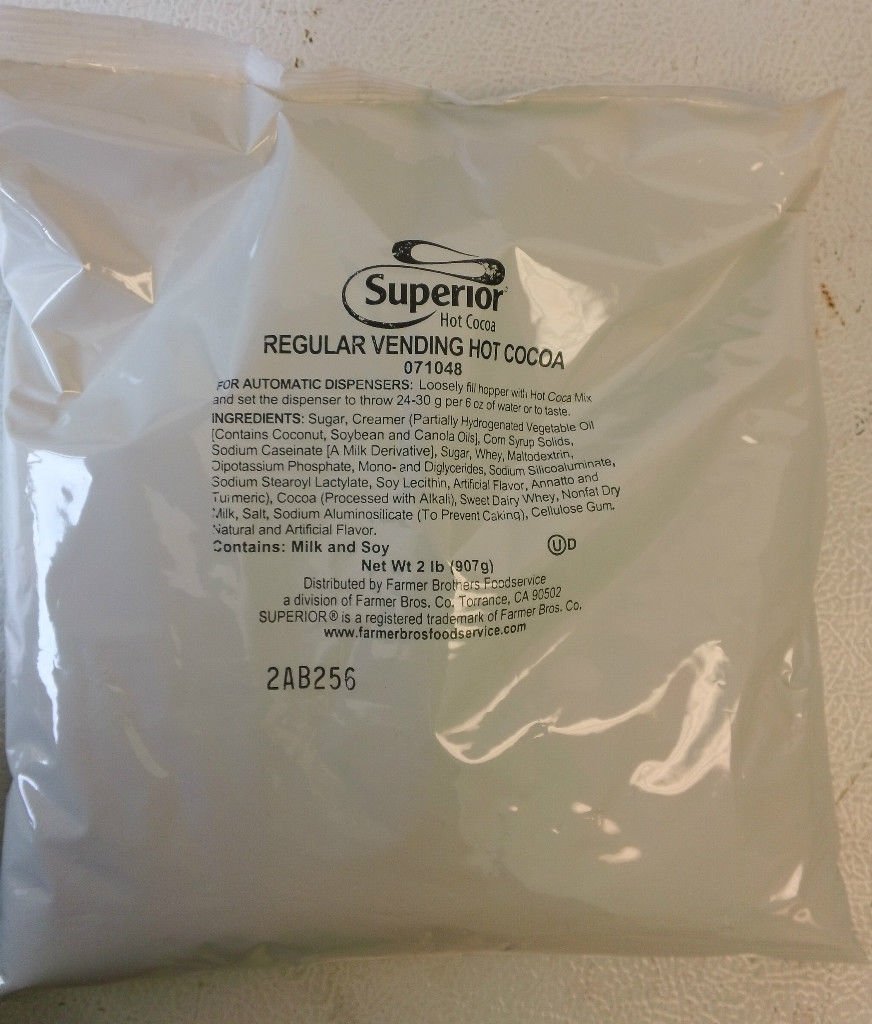 Superior
Hot Cocoa
REGULAR VENDING HOT COCOA
071048
FOR AUTOMATIC DISPENSERS: Loosely fill hopper with Hot Coca Mix
and set the dispenser to throw 24-30 g per 6 oz of water or to taste.
INGREDIENTS: Sugar, Creamer (Partially Hydrogenated Vegetable Oil
[Contains Coconut, Soybean and Canola Oils], Corn Syrup Solids,
Sodium Caseinate [A Milk Derivative], Sugar, Whey, Maltodextrin,
Dipotassium Phosphate, Mono- and Diglycerides, Sodium Silicoaluminate,
Sodium Stearoyl Lactylate, Soy Lecithin, Artificial Flavor, Annatto and
Turmeric), Cocoa (Processed with Alkali), Sweet Dairy Whey, Nonfat Dry
Milk, Salt, Sodium Aluminosilicate (To Prevent Caking), Cellulose Gum,
Natural and Artificial Flavor.
Contains: Milk and Soy
UD
Net Wt 2 lb (907g)
Distributed by Farmer Brothers Foodservice
a division of Farmer Bros. Co. Torrance, CA 90502
SUPERIOR® is a registered trademark of Farmer Bros. Co.
www.farmerbrosfoodservice.com
2AB256